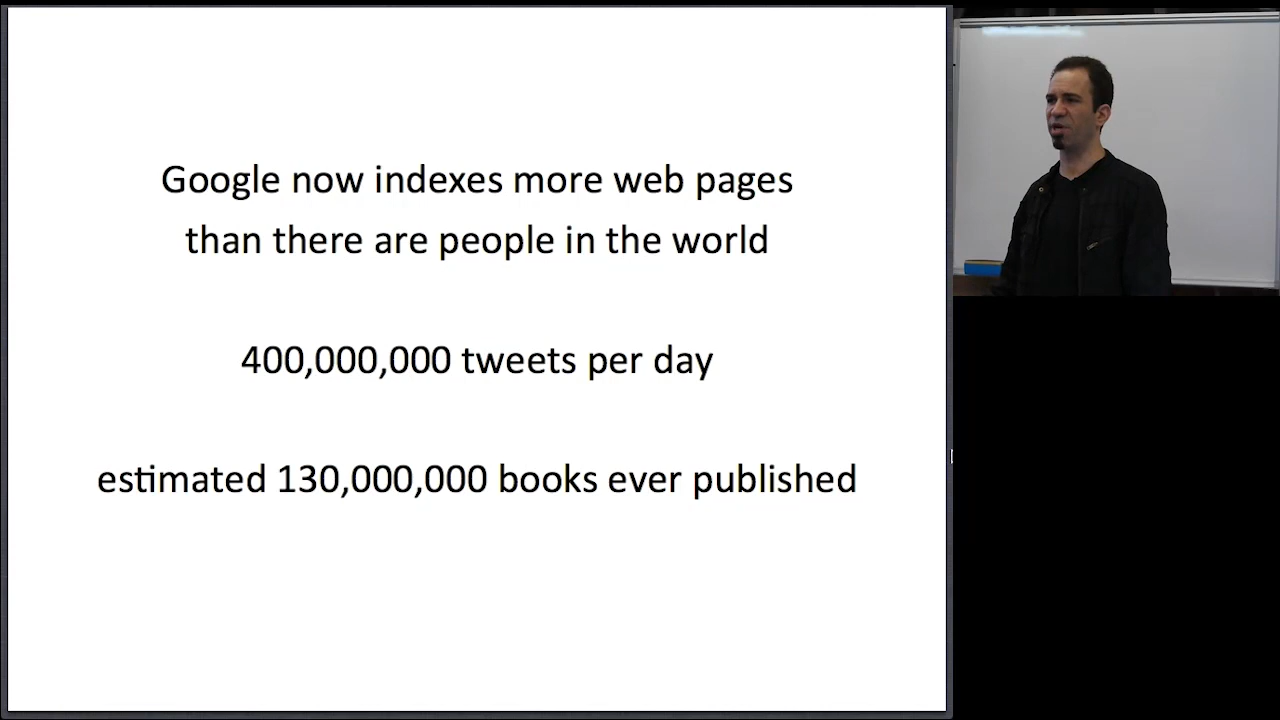 Google now indexes more web pages
than there are people in the world
400,000,000 tweets per day
estimated 130,000,000 books ever published